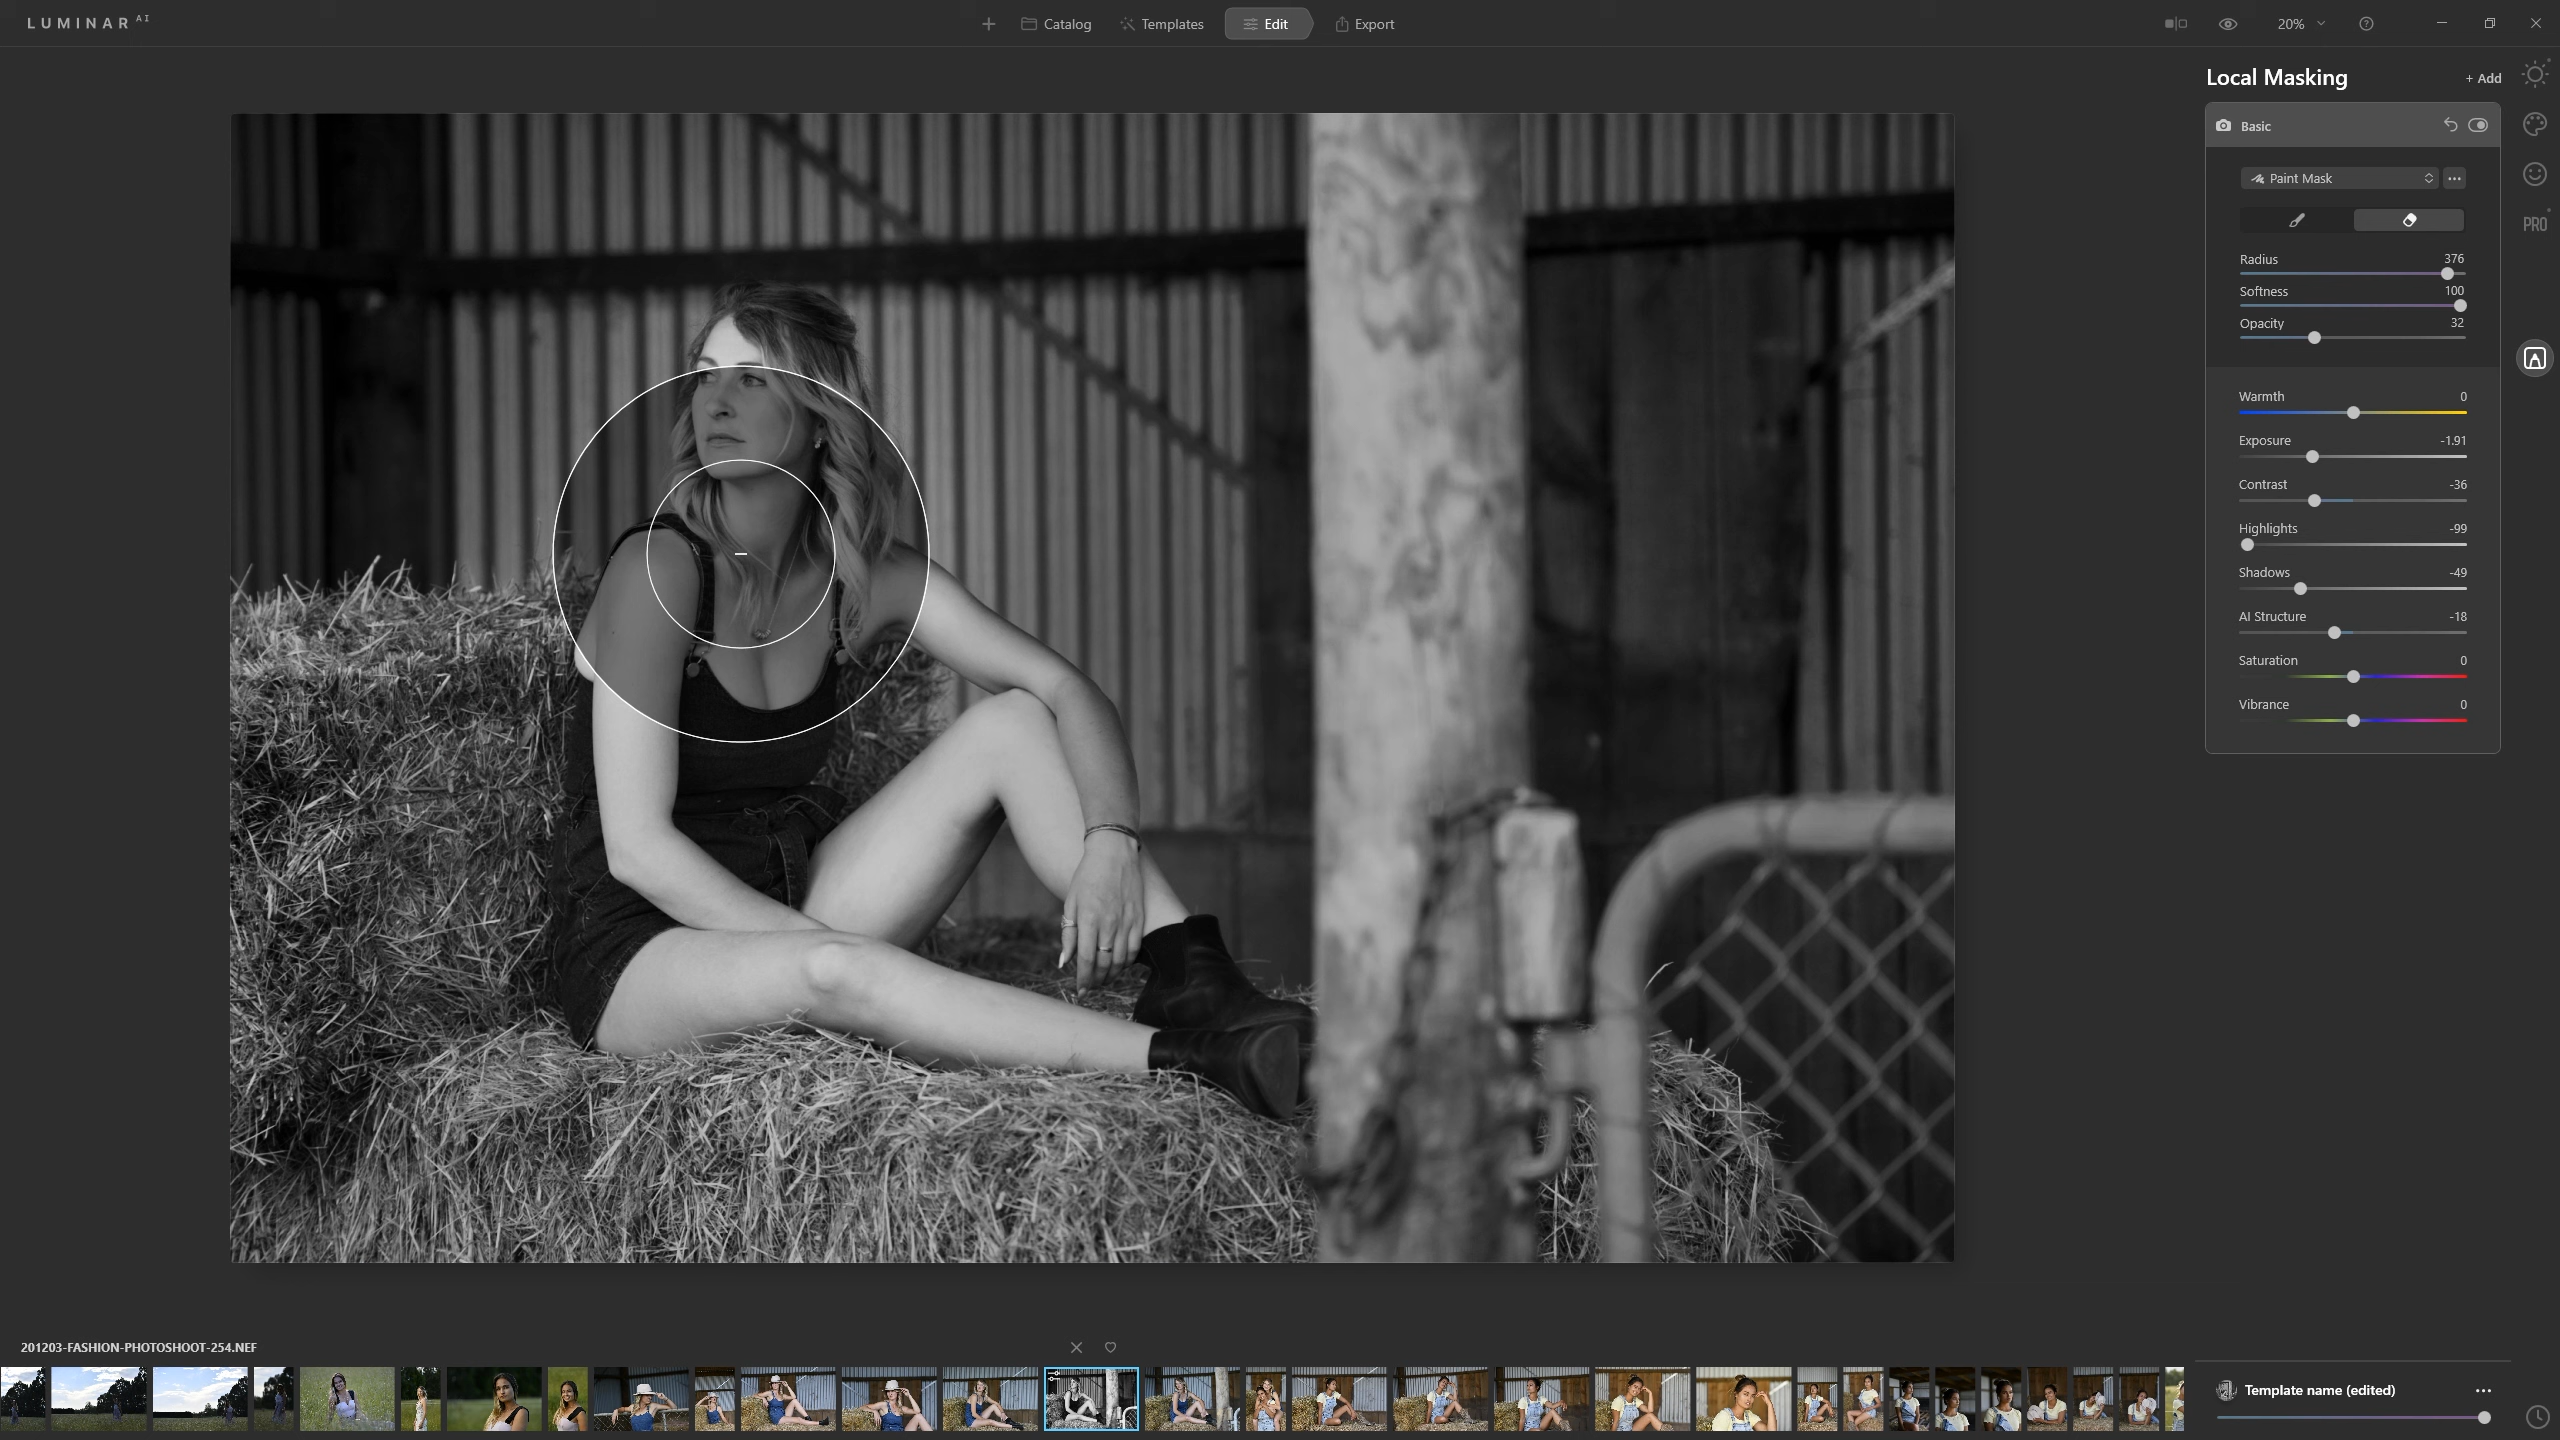 LUMINAR AI
Catalog
Templates
Edit
Export
20%
Local Masking
+ Add
Basic
Paint Mask
Radius 376
Softness 100
Opacity 32
Warmth 0
Exposure -1.91
Contrast -36
Highlights -99
Shadows -49
AI Structure -18
Saturation 0
Vibrance 0
PRO
201203-FASHION-PHOTOSHOOT-254.NEF
Template name (edited)